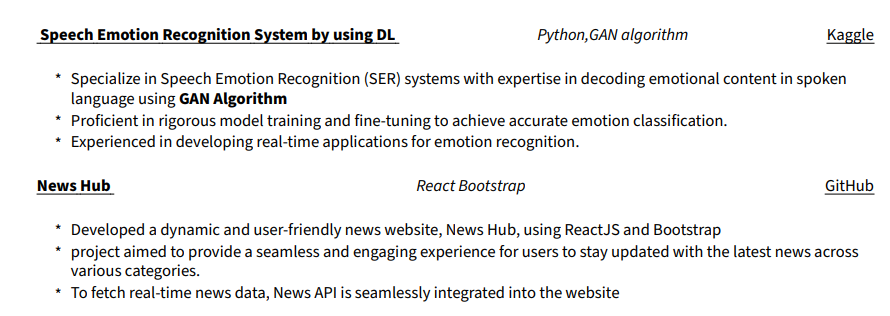 Speech Emotion Recognition System by using DL Python,GAN algorithm Kaggle
* Specialize in Speech Emotion Recognition (SER) systems with expertise in decoding emotional content in spoken
language using GAN Algorithm
* Proficient in rigorous model training and fine-tuning to achieve accurate emotion classification.
* Experienced in developing real-time applications for emotion recognition.
News Hub React Bootstrap GitHub
* Developed a dynamic and user-friendly news website, News Hub, using ReactJS and Bootstrap
* project aimed to provide a seamless and engaging experience for users to stay updated with the latest news across
various categories.
* To fetch real-time news data, News API is seamlessly integrated into the website